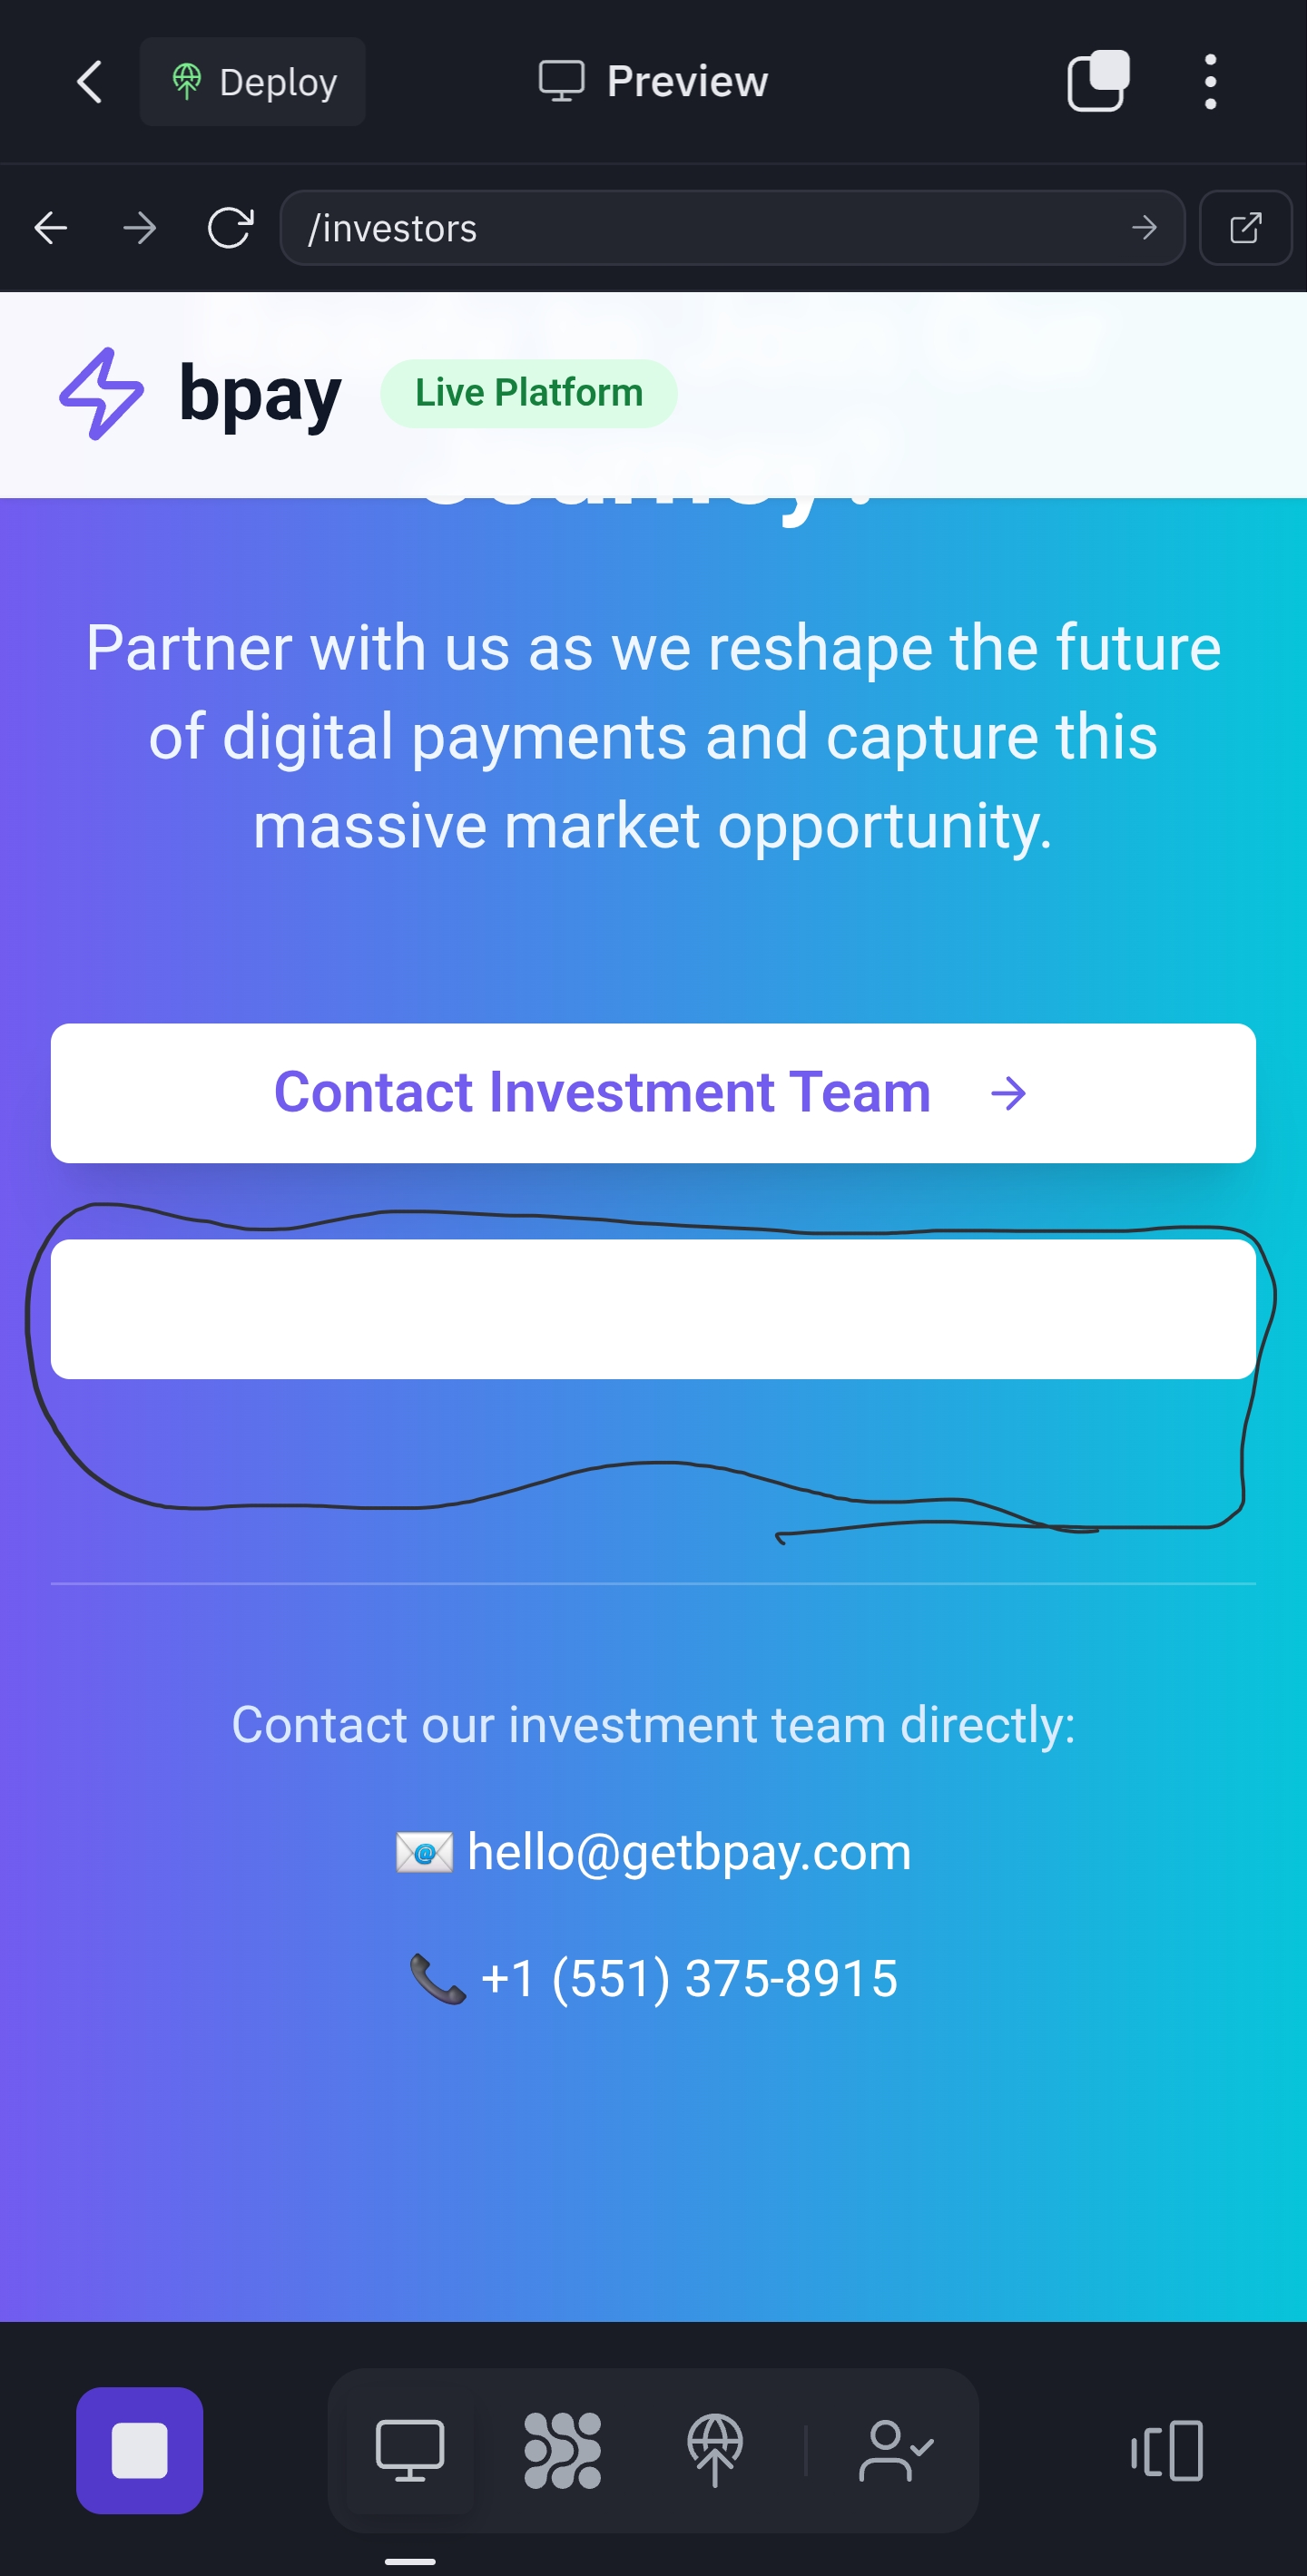 Deploy
Preview
/investors
bpay
Live Platform
Journey?
Partner with us as we reshape the future
of digital payments and capture this
massive market opportunity.
Contact Investment Team
Contact our investment team directly:
hello@getbpay.com
+1 (551) 375-8915